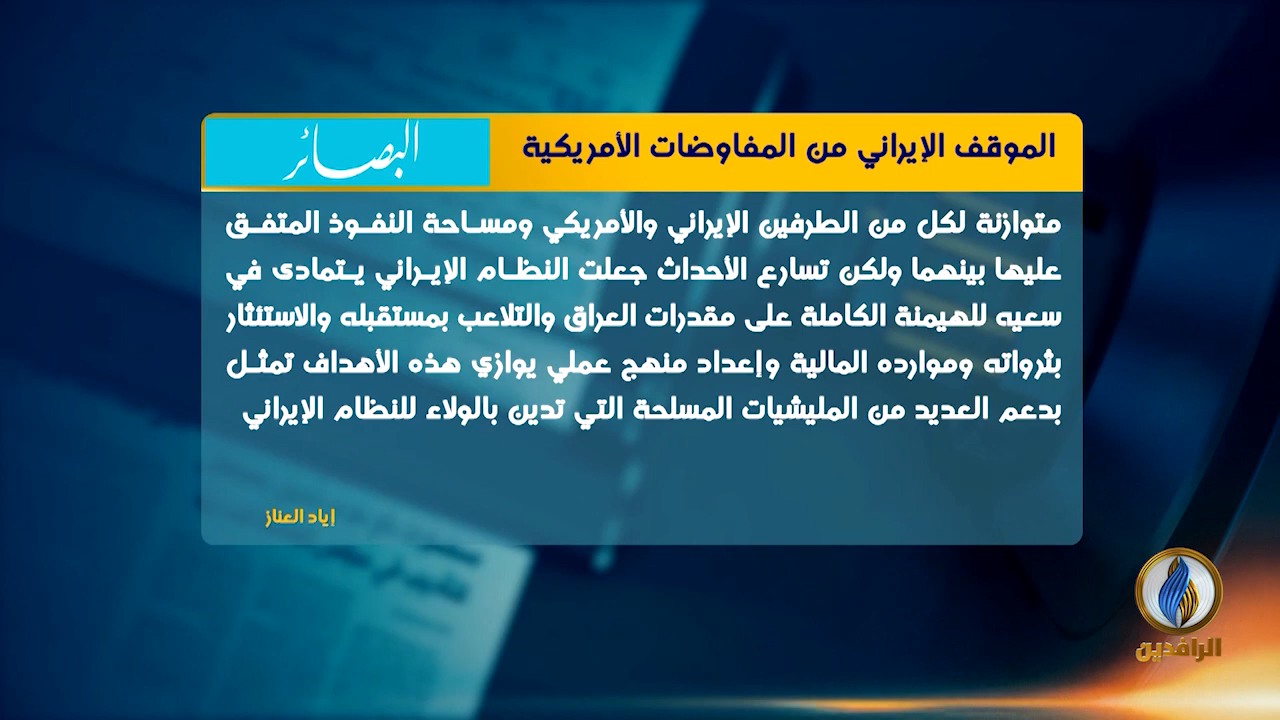 الموقف الإيراني من المفاوضات الأمريكية
البصائر
متوازنة لكل من الطرفين الإيراني والأمريكي ومساحة النفوذ المتفق
عليها بينهما ولكن تسارع الأحداث جعلت النظام الإيراني يتمادى في
سعيه للهيمنة الكاملة على مقدرات العراق والتلاعب بمستقبله والاستئثار
بثرواته وموارده المالية وإعداد منهج عملي يوازي هذه الأهداف تمثل
بدعم العديد من المليشيات المسلحة التي تدين بالولاء للنظام الإيراني
إياد العناز
الرافدين